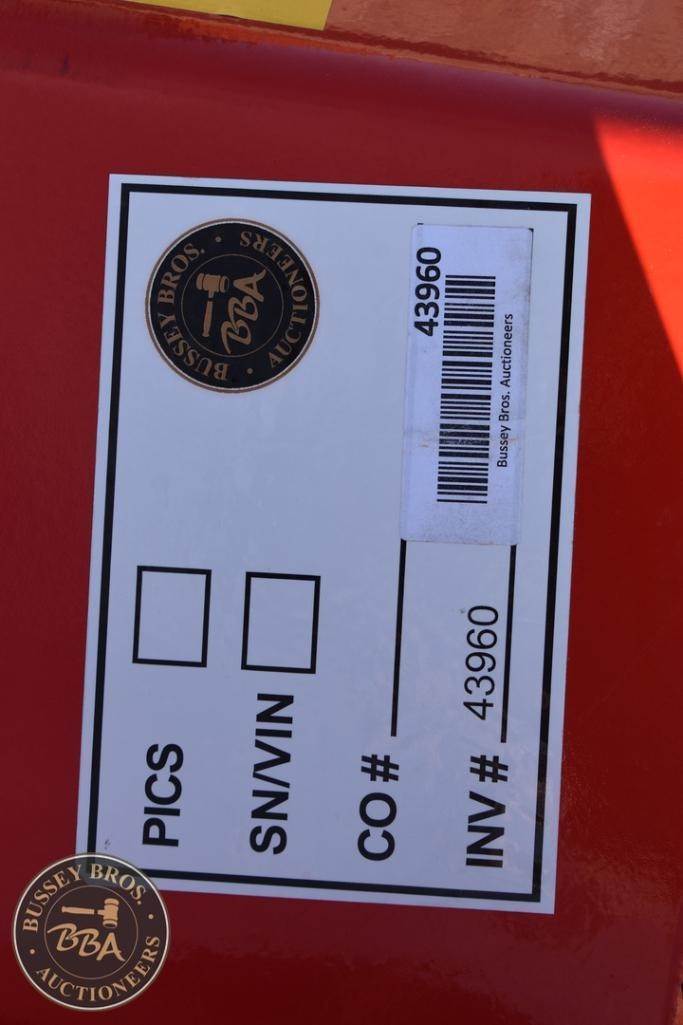 BUSSEY BROS. · AUCTIONEERS ·
BBA
PICS
SN/VIN
CO #
INV # 43960
43960
Bussey Bros. Auctioneers
BUSSEY BROS. · AUCTIONEERS ·
BBA